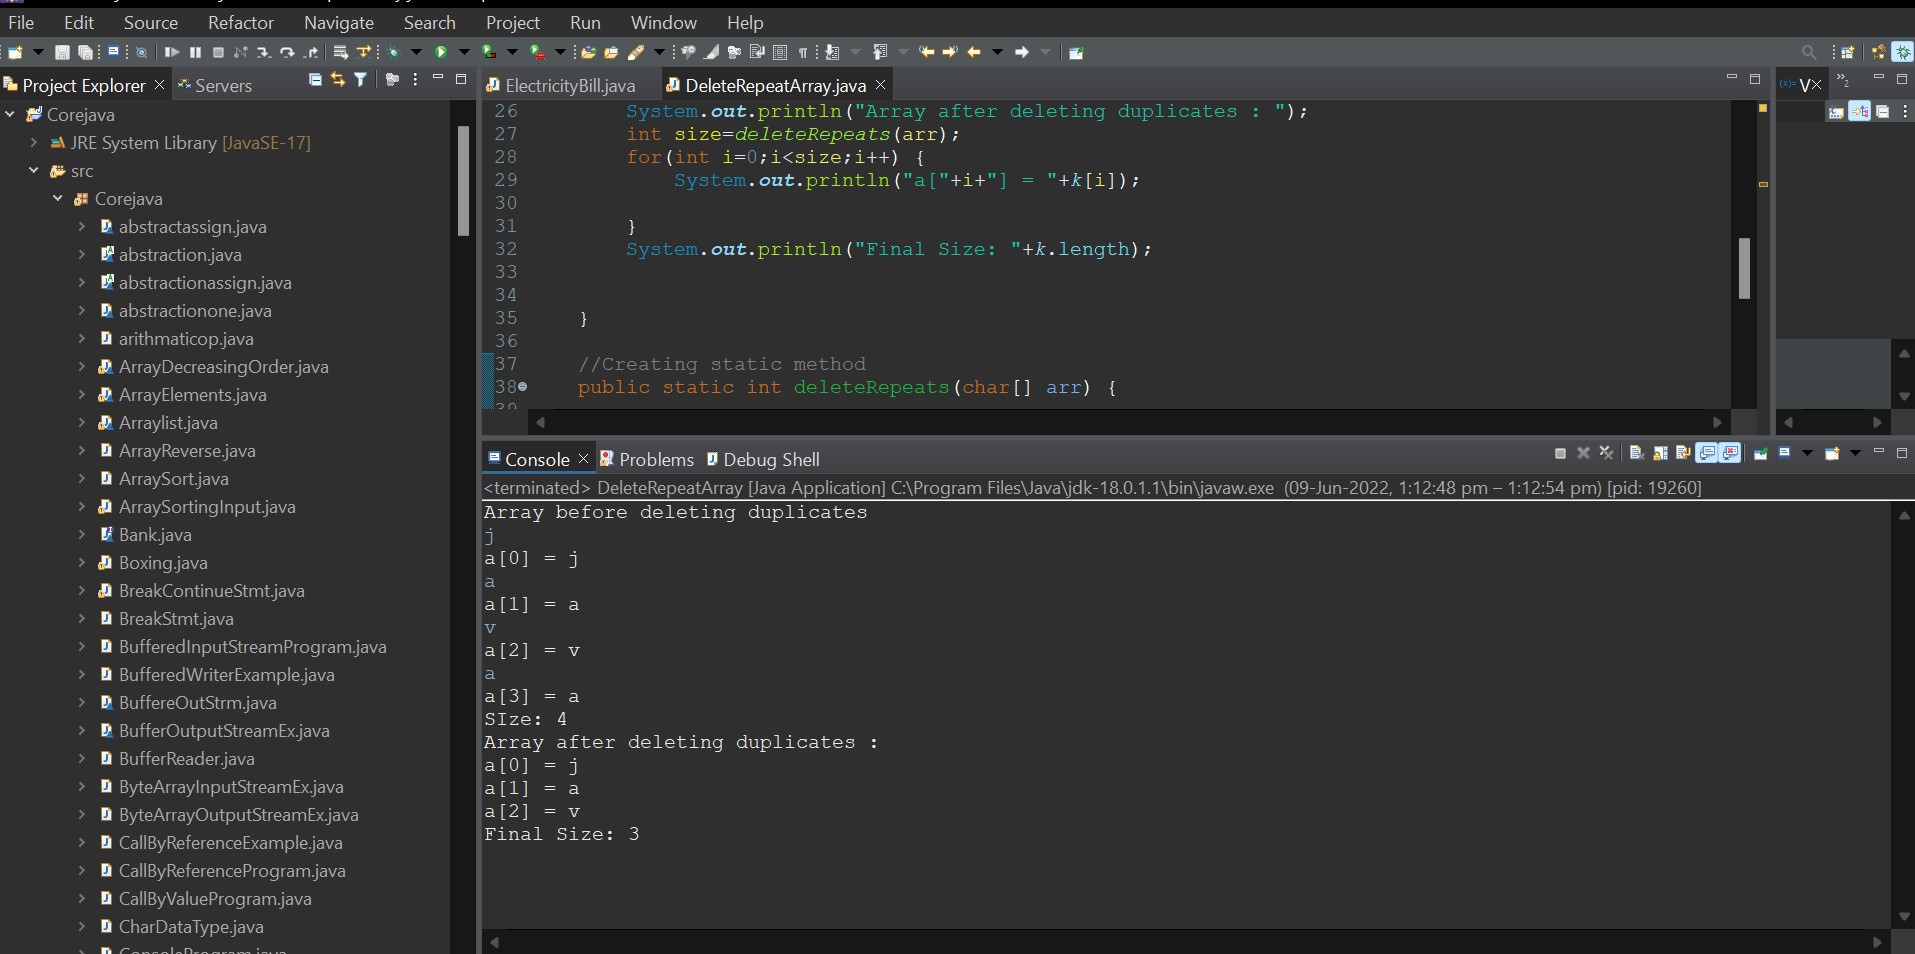 File Edit Source Refactor Navigate Search Project Run Window Help
Project Explorer Servers
Corejava
JRE System Library [JavaSE-17]
src
Corejava
abstractassign.java
abstraction.java
abstractionassign.java
abstractionone.java
arithmaticop.java
ArrayDecreasingOrder.java
ArrayElements.java
Arraylist.java
ArrayReverse.java
ArraySort.java
ArraySortingInput.java
Bank.java
Boxing.java
BreakContinueStmt.java
BreakStmt.java
BufferedInputStreamProgram.java
BufferedWriterExample.java
BuffereOutStrm.java
BufferOutputStreamEx.java
BufferReader.java
ByteArrayInputStreamEx.java
ByteArrayOutputStreamEx.java
CallByReferenceExample.java
CallByReferenceProgram.java
CallByValueProgram.java
CharDataType.java
ElectricityBill.java DeleteRepeatArray.java
26 System.out.println("Array after deleting duplicates : ");
27 int size=deleteRepeats(arr);
28 for(int i=0;i<size;i++) {
29 System.out.println("a["+i+"] = "+k[i]);
30
31 }
32 System.out.println("Final Size: "+k.length);
33
34
35 }
36
37 //Creating static method
38 public static int deleteRepeats(char[] arr) {
(x)= V 2
Console Problems Debug Shell
<terminated> DeleteRepeatArray [Java Application] C:\Program Files\Java\jdk-18.0.1.1\bin\javaw.exe (09-Jun-2022, 1:12:48 pm – 1:12:54 pm) [pid: 19260]
Array before deleting duplicates
j
a[0] = j
a
a[1] = a
v
a[2] = v
a
a[3] = a
SIze: 4
Array after deleting duplicates :
a[0] = j
a[1] = a
a[2] = v
Final Size: 3